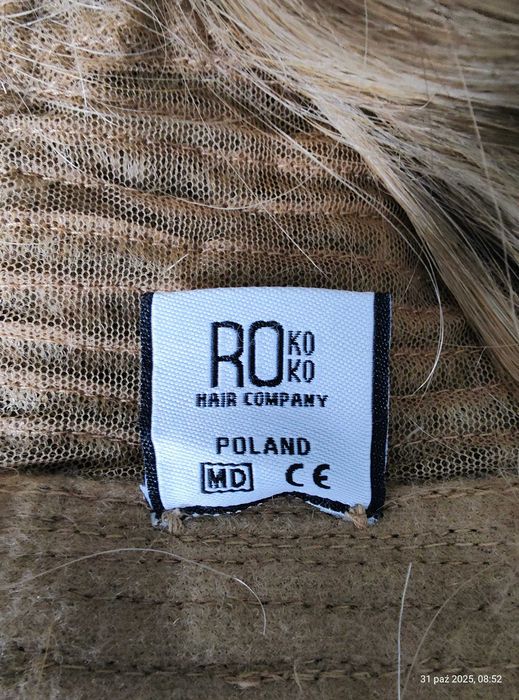 ROKOKO
HAIR COMPANY
POLAND
MD CE
31 paź 2025, 08:52